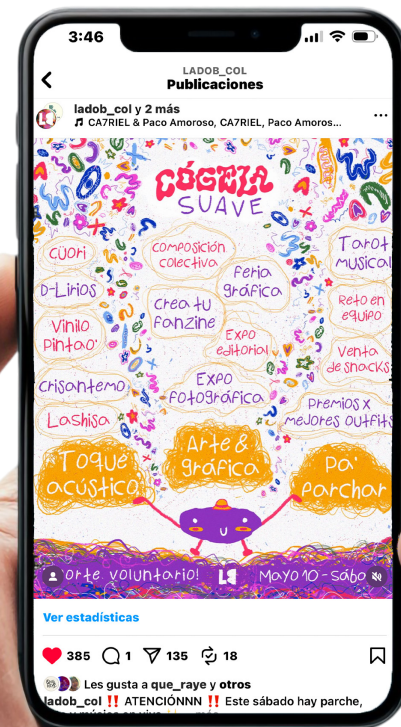 3:46
LADOB_COL
Publicaciones
ladob_col y 2 más
CA7RIEL & Paco Amoroso, CA7RIEL, Paco Amoros...
CÓGELA
SUAVE
CÜORI
D-LIRIOS
VINILO
PINTAO'
CRISANTEMO
LASHISA
TOQUE
ACÚSTICO
COMPOSICIÓN
COLECTIVA
FERIA
GRÁFICA
CREA TU
FANZINE
EXPO
EDITORIAL
EXPO
FOTOGRÁFICA
ARTE &
GRÁFICA
TAROT
MUSICAL
RETO EN
EQUIPO
VENTA
DE SNACKS
PREMIOS X
MEJORES OUTFITS
PA'
PARCHAR
orte voluntario!
MAYO 10 - SÁBA
Ver estadísticas
385 1 135 18
Les gusta a que_raye y otros
ladob_col ‼️ ATENCIÓNNN ‼️ Este sábado hay parche,